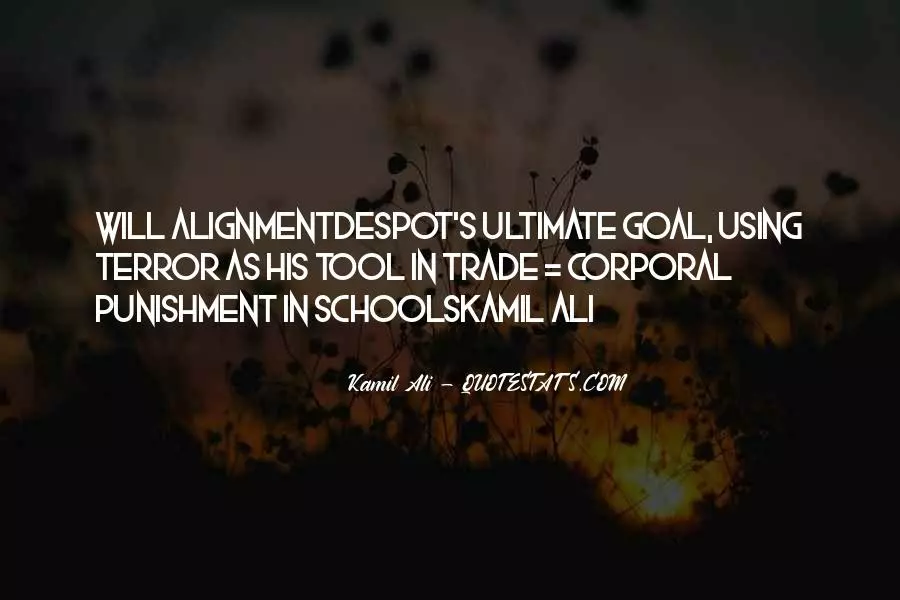 WILL ALIGNMENTDESPOT'S ULTIMATE GOAL, USING
TERROR AS HIS TOOL IN TRADE = CORPORAL
PUNISHMENT IN SCHOOLSKAMIL ALI
Kamil Ali - QUOTESTATS.COM